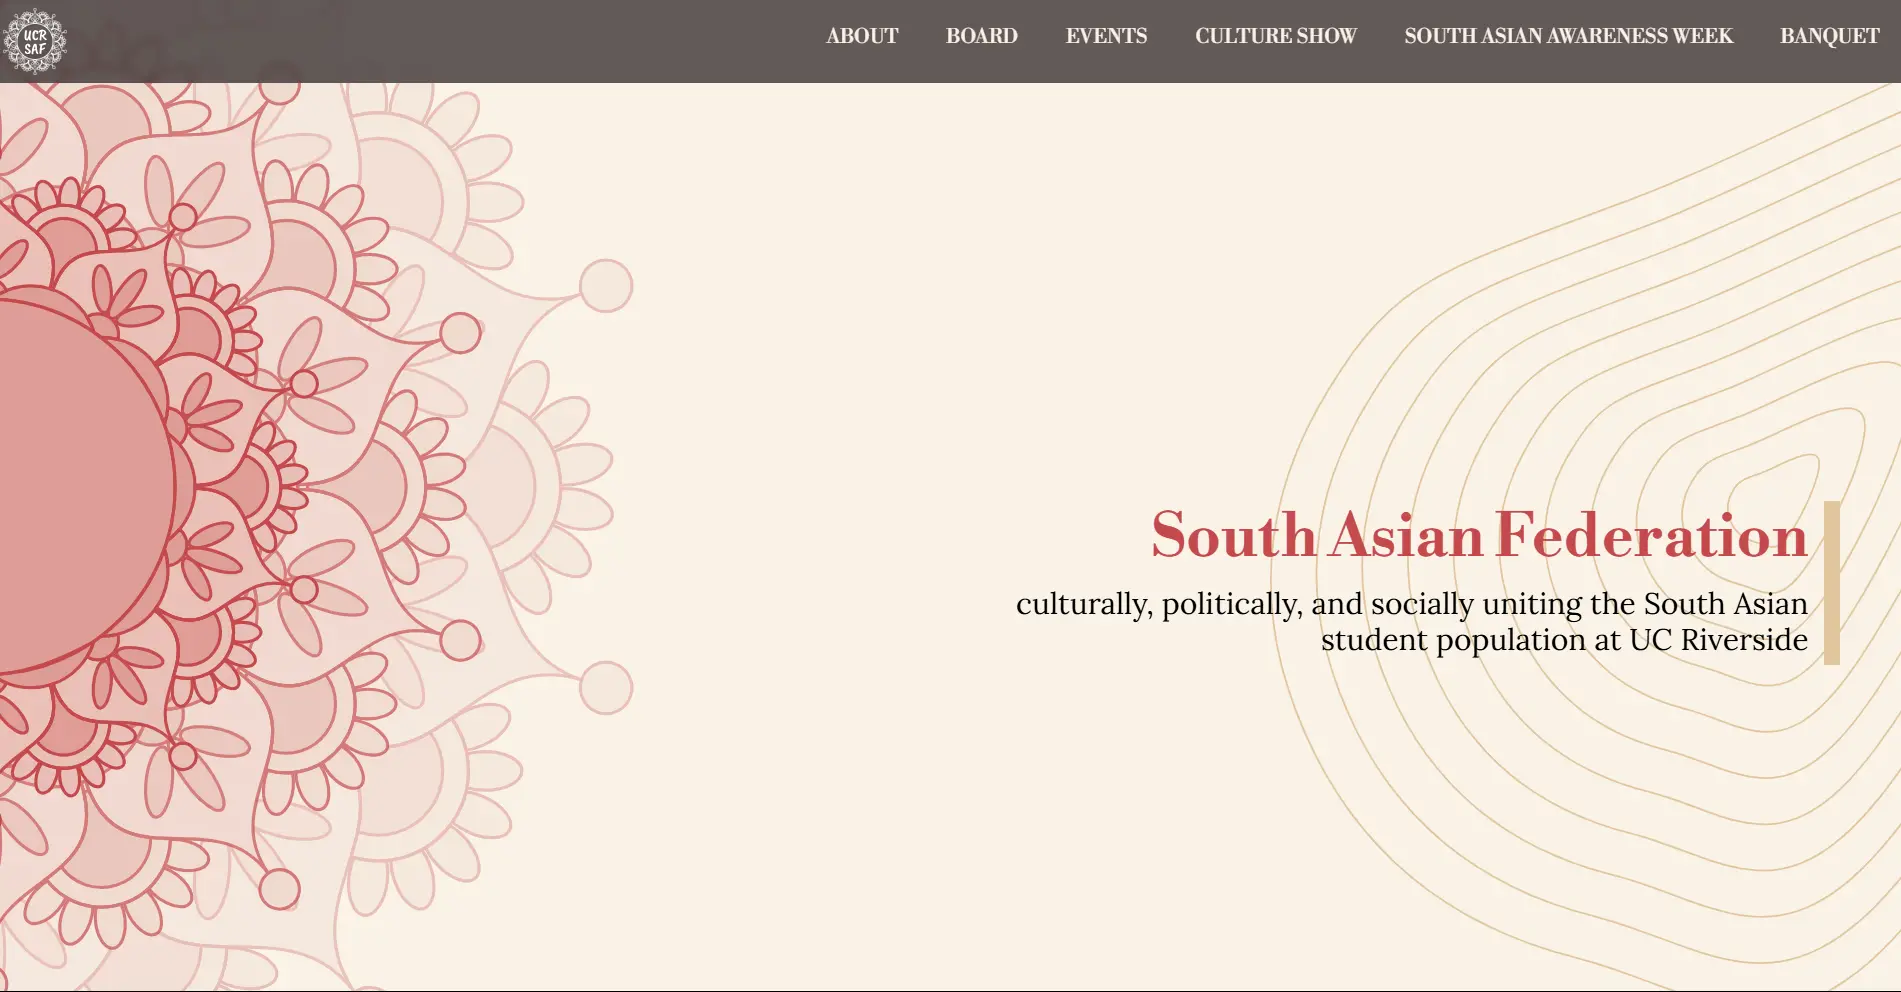 UCR
SAF
ABOUT BOARD EVENTS CULTURE SHOW SOUTH ASIAN AWARENESS WEEK BANQUET
South Asian Federation
culturally, politically, and socially uniting the South Asian
student population at UC Riverside